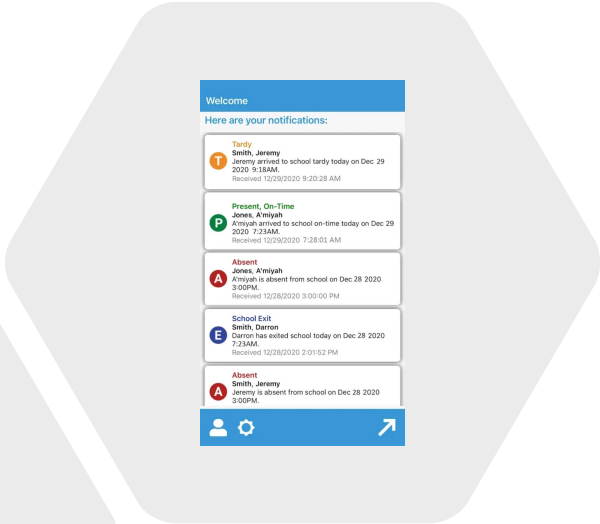 Welcome
Here are your notifications:
Tardy
Smith, Jeremy
T
Jeremy arrived to school tardy today on Dec 29
2020 9:18AM.
Received 12/29/2020 9:20:28 AM
Present, On-Time
Jones, A'miyah
P
A'miyah arrived to school on-time today on Dec 29
2020 7:23AM.
Received 12/29/2020 7:28:01 AM
Absent
Jones, A'miyah
A
A'miyah is absent from school on Dec 28 2020
3:00PM.
Received 12/28/2020 3:00:00 PM
School Exit
Smith, Darron
E
Darron has exited school today on Dec 28 2020
7:23AM.
Received 12/28/2020 2:01:52 PM
Absent
Smith, Jeremy
A
Jeremy is absent from school on Dec 28 2020
3:00PM.